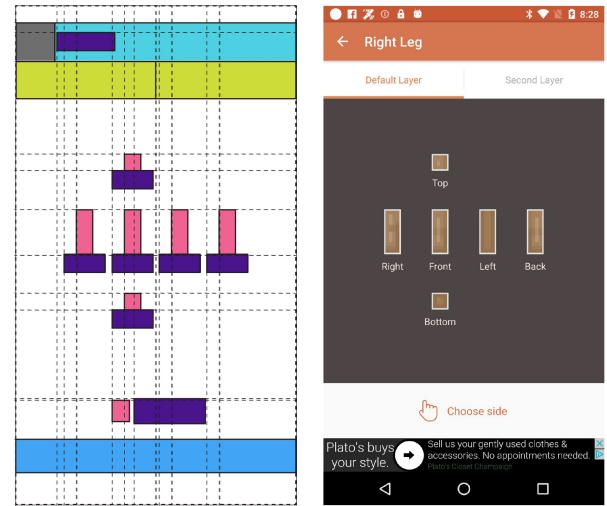 8:28
Right Leg
Default Layer Second Layer
Top
Right Front Left Back
Bottom
Choose side
Plato's buys
your style.
Sell us your gently used clothes &
accessories. No appointments needed.
Plato's Closet Champaign